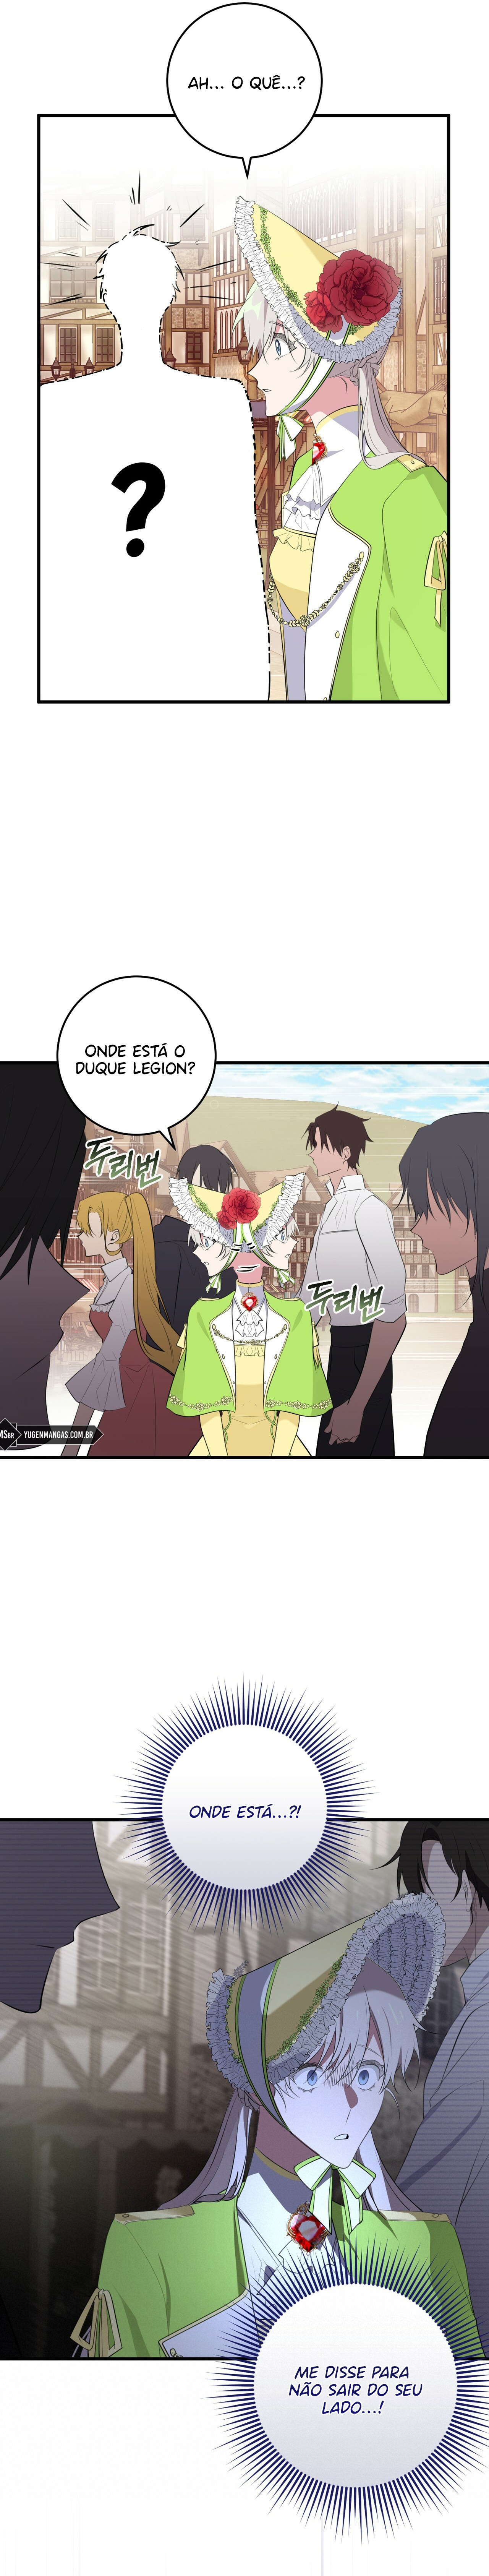 AH... O QUÊ...?
?
ONDE ESTÁ O
DUQUE LEGION?
두리번
두리번
MSBR
YUGENMANGAS.COM.BR
ONDE ESTÁ...?!
ME DISSE PARA
NÃO SAIR DO SEU
LADO...!